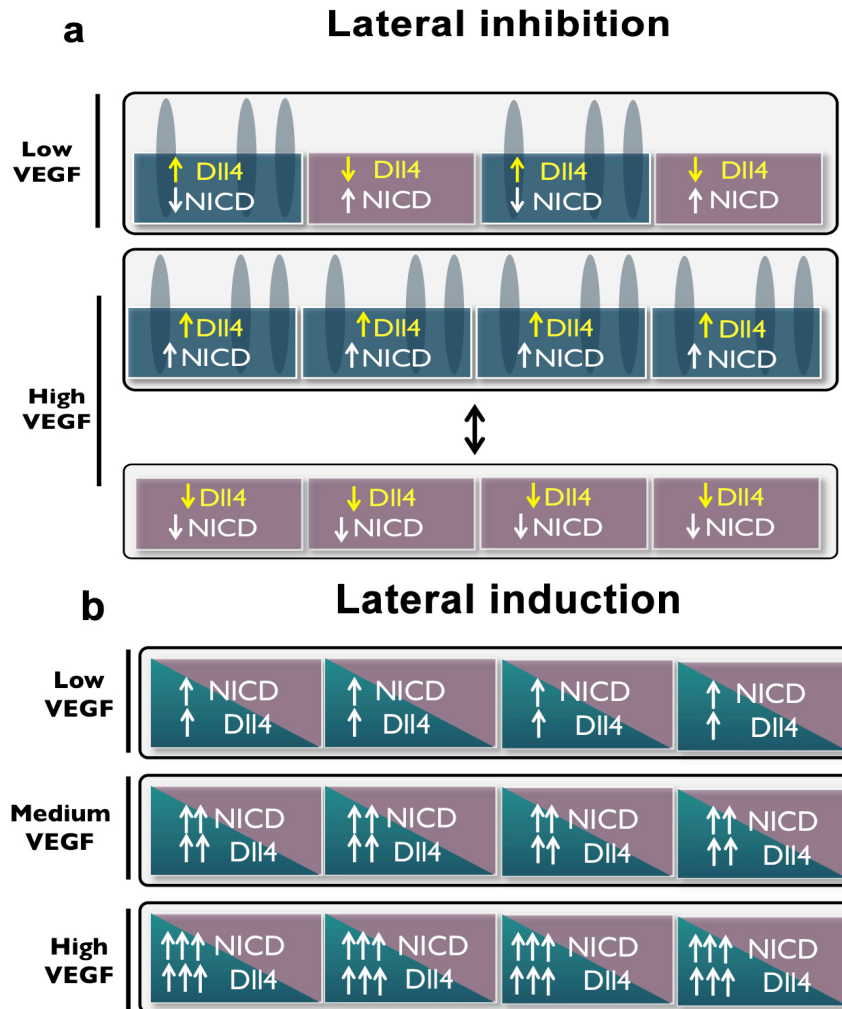 a
Lateral inhibition
Low
VEGF
↑ Dll4 ↓ Dll4 ↑ Dll4 ↓ Dll4
↓NICD ↑ NICD ↓NICD ↑ NICD
High
VEGF
↑Dll4 ↑Dll4 ↑Dll4 ↑Dll4
↑NICD ↑NICD ↑NICD ↑NICD
↓Dll4 ↓Dll4 ↓Dll4 ↓Dll4
↓NICD ↓NICD ↓NICD ↓NICD
b
Lateral induction
Low
VEGF
↑ NICD ↑ NICD ↑ NICD ↑ NICD
↑ Dll4 ↑ Dll4 ↑ Dll4 ↑ Dll4
Medium
VEGF
↑↑ NICD ↑↑ NICD ↑↑ NICD ↑↑ NICD
↑↑ Dll4 ↑↑ Dll4 ↑↑ Dll4 ↑↑ Dll4
High
VEGF
↑↑↑ NICD ↑↑↑ NICD ↑↑↑ NICD ↑↑↑ NICD
↑↑↑ Dll4 ↑↑↑ Dll4 ↑↑↑ Dll4 ↑↑↑ Dll4